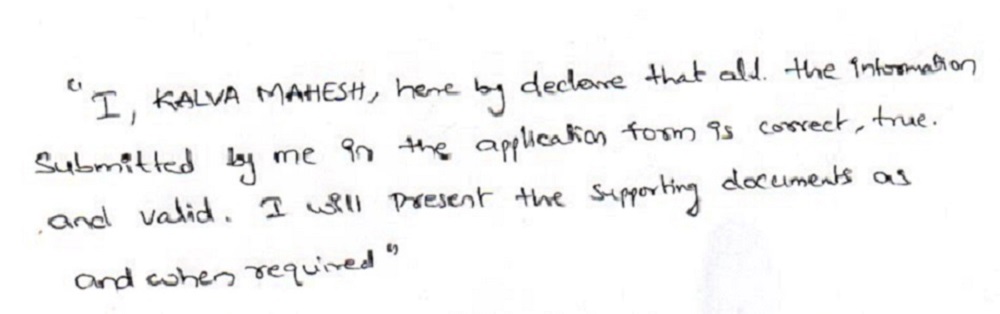 "I, KALVA MAHESH, here by declare that all. the information
Submitted by me in the application form is correct, true.
and valid. I will present the supporting documents as
and when required"